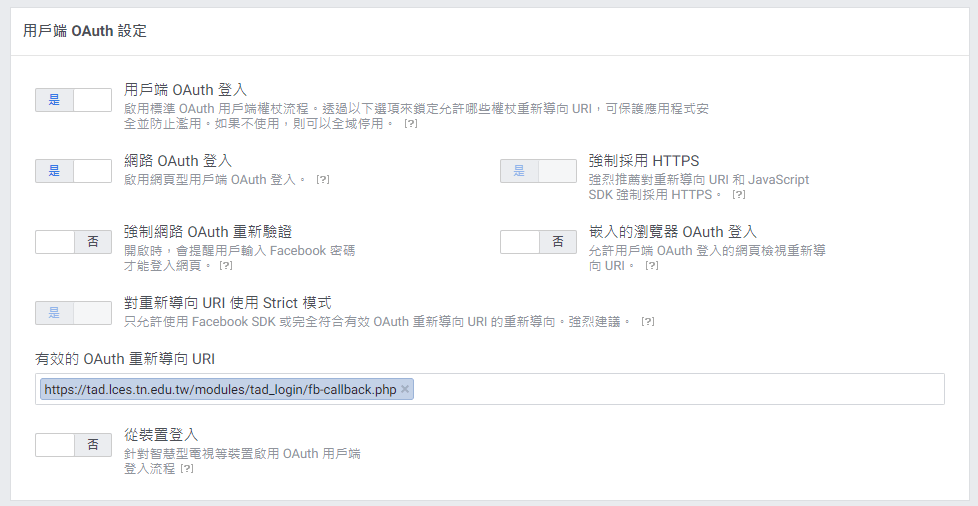 用戶端 OAuth 設定
是
用戶端 OAuth 登入
啟用標準 OAuth 用戶端權杖流程。透過以下選項來鎖定允許哪些權杖重新導向 URI，可保護應用程式安
全並防止濫用。如果不使用，則可以全域停用。 [?]
是
網路 OAuth 登入
啟用網頁型用戶端 OAuth 登入。 [?]
是
強制採用 HTTPS
強烈推薦對重新導向 URI 和 JavaScript
SDK 強制採用 HTTPS。 [?]
否
強制網路 OAuth 重新驗證
開啟時，會提醒用戶輸入 Facebook 密碼
才能登入網頁。 [?]
否
嵌入的瀏覽器 OAuth 登入
允許用戶端 OAuth 登入的網頁檢視重新導
向 URI。 [?]
是
對重新導向 URI 使用 Strict 模式
只允許使用 Facebook SDK 或完全符合有效 OAuth 重新導向 URI 的重新導向。強烈建議。 [?]
有效的 OAuth 重新導向 URI
https://tad.lces.tn.edu.tw/modules/tad_login/fb-callback.php ×
否
從裝置登入
針對智慧型電視等裝置啟用 OAuth 用戶端
登入流程 [?]